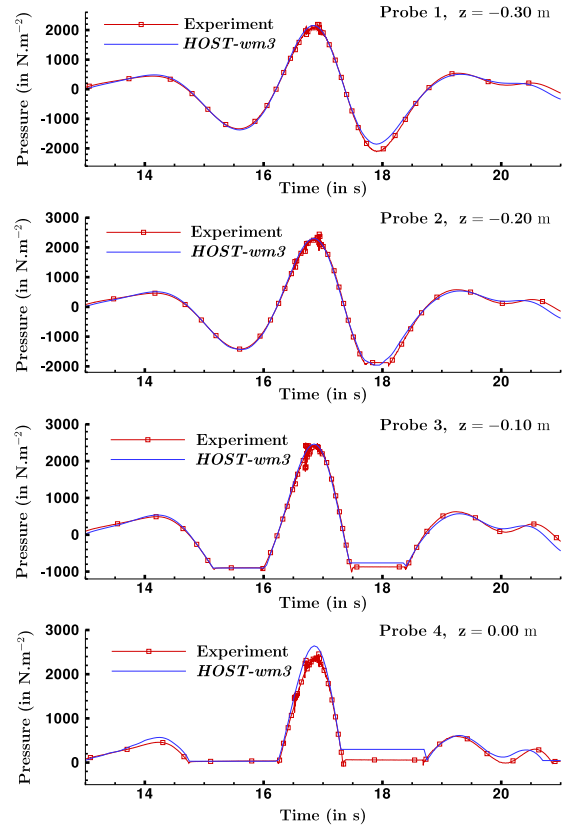 Probe 1, z = −0.30 m
Experiment
HOST-wm3
Pressure (in N.m−2)
2000
1000
0
-1000
-2000
14 16 18 20
Time (in s)
Probe 2, z = −0.20 m
Experiment
HOST-wm3
Pressure (in N.m−2)
3000
2000
1000
0
-1000
-2000
14 16 18 20
Time (in s)
Probe 3, z = −0.10 m
Experiment
HOST-wm3
Pressure (in N.m−2)
3000
2000
1000
0
-1000
14 16 18 20
Time (in s)
Probe 4, z = 0.00 m
Experiment
HOST-wm3
Pressure (in N.m−2)
3000
2000
1000
0
14 16 18 20
Time (in s)